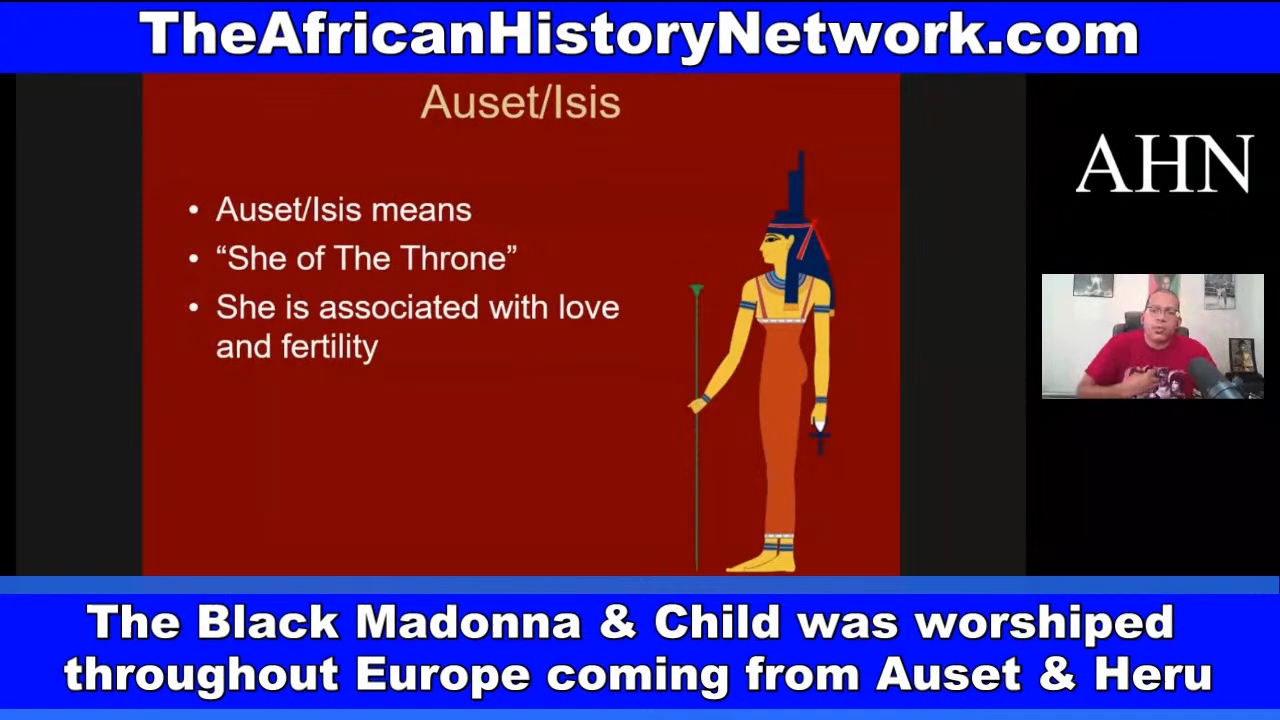 TheAfricanHistoryNetwork.com
Auset/Isis
AHN
• Auset/Isis means
• “She of The Throne”
• She is associated with love
and fertility
The Black Madonna & Child was worshiped
throughout Europe coming from Auset & Heru